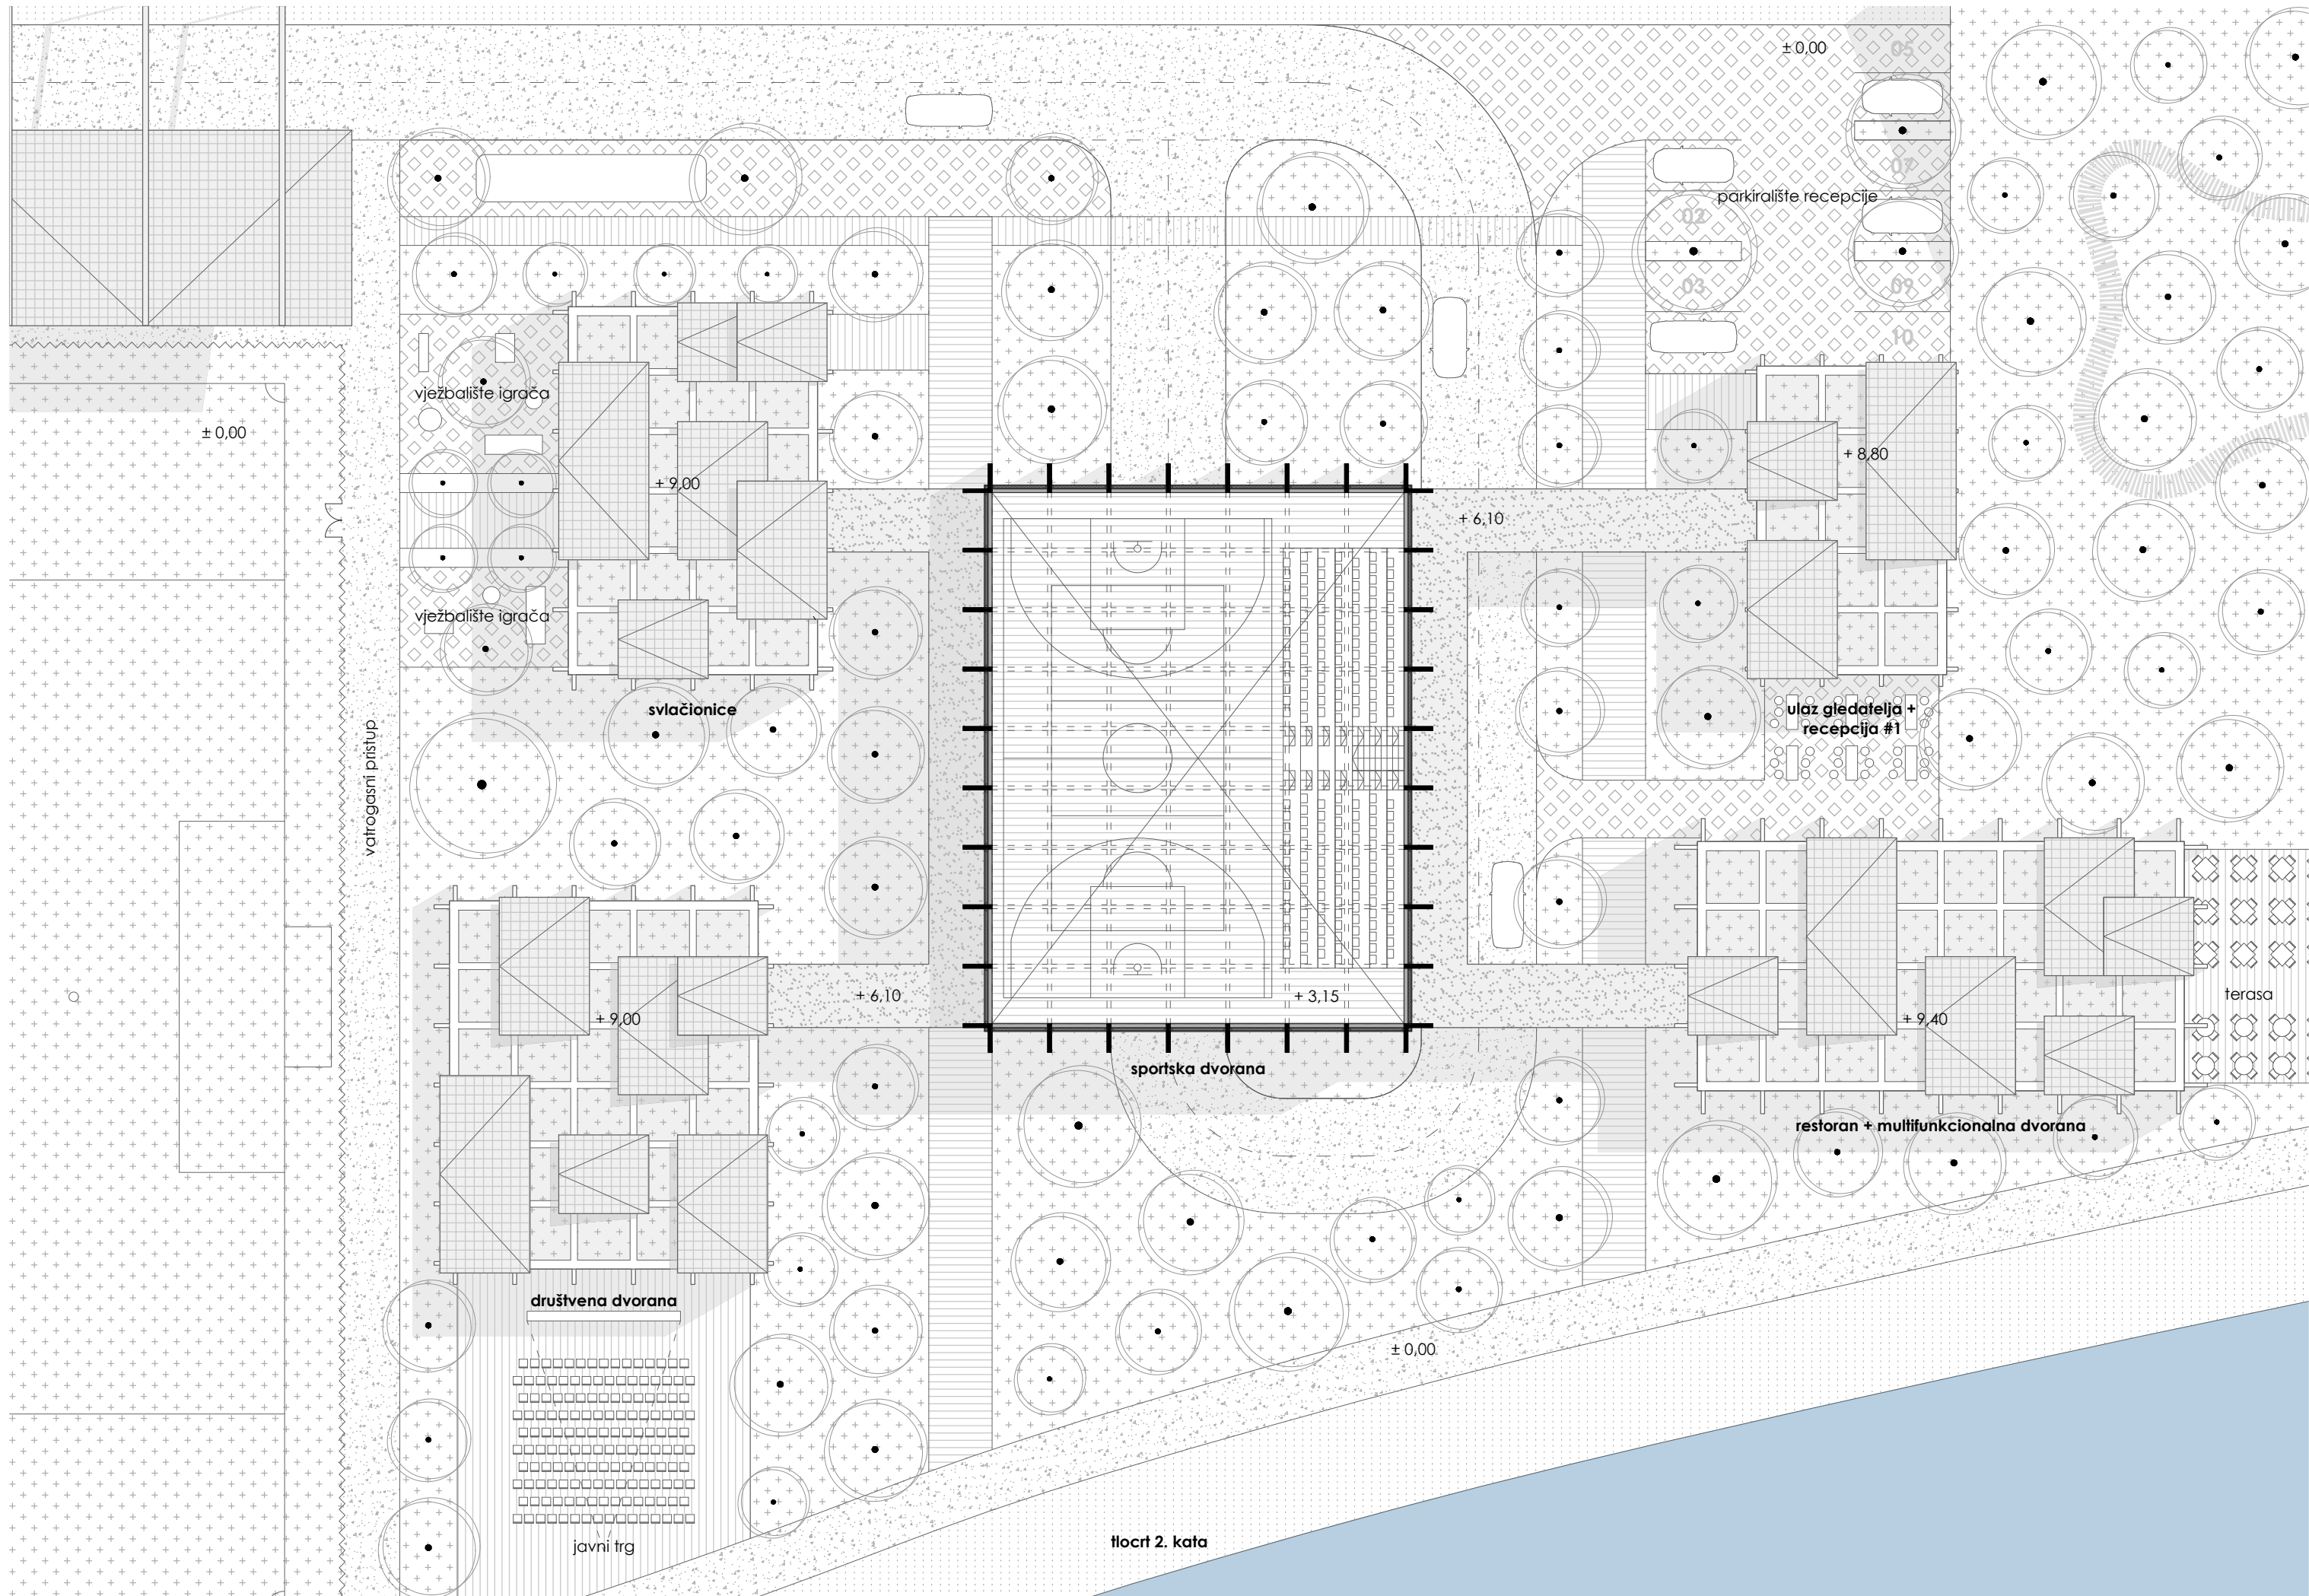 ± 0,00
05
07
parkiralište recepcije
02
03
09
10
vježbalište igrača
± 0,00
+ 8,80
+ 9,00
+ 6,10
vježbalište igrača
svlačionice
ulaz gledatelja +
recepcija #1
vatrogasni pristup
+ 6,10
+ 3,15
terasa
+ 9,00
+ 9,40
sportska dvorana
restoran + multifunkcionalna dvorana
društvena dvorana
± 0,00
javni trg
tlocrt 2. kata